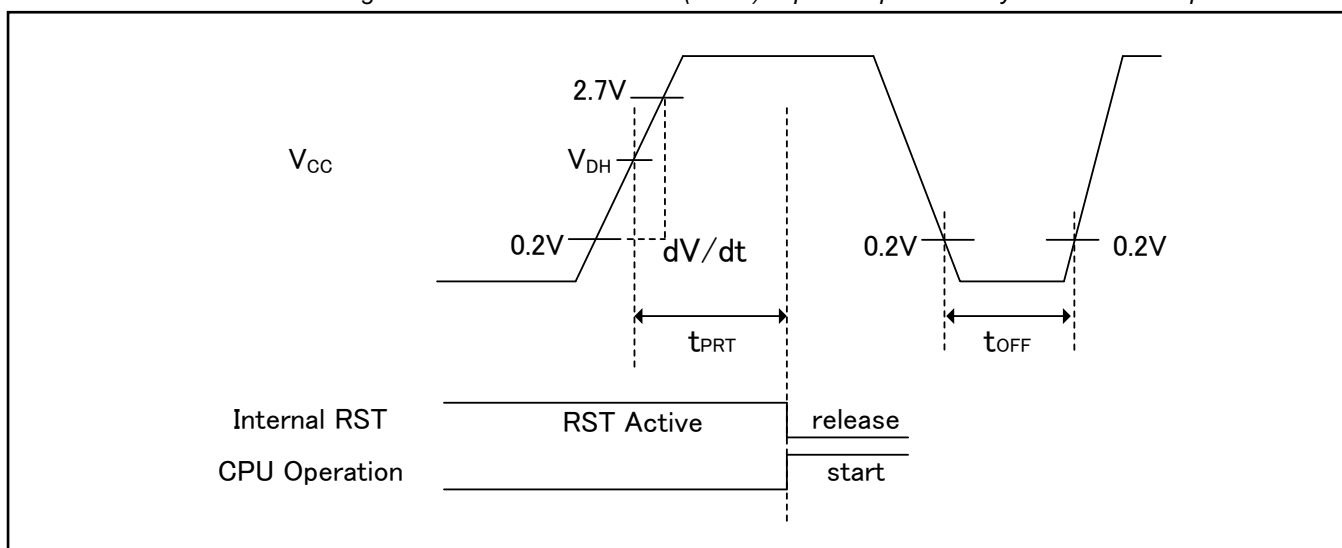 2.7V
VCC
VDH
0.2V
dV/dt
0.2V
0.2V
tPRT
tOFF
Internal RST
RST Active
release
CPU Operation
start